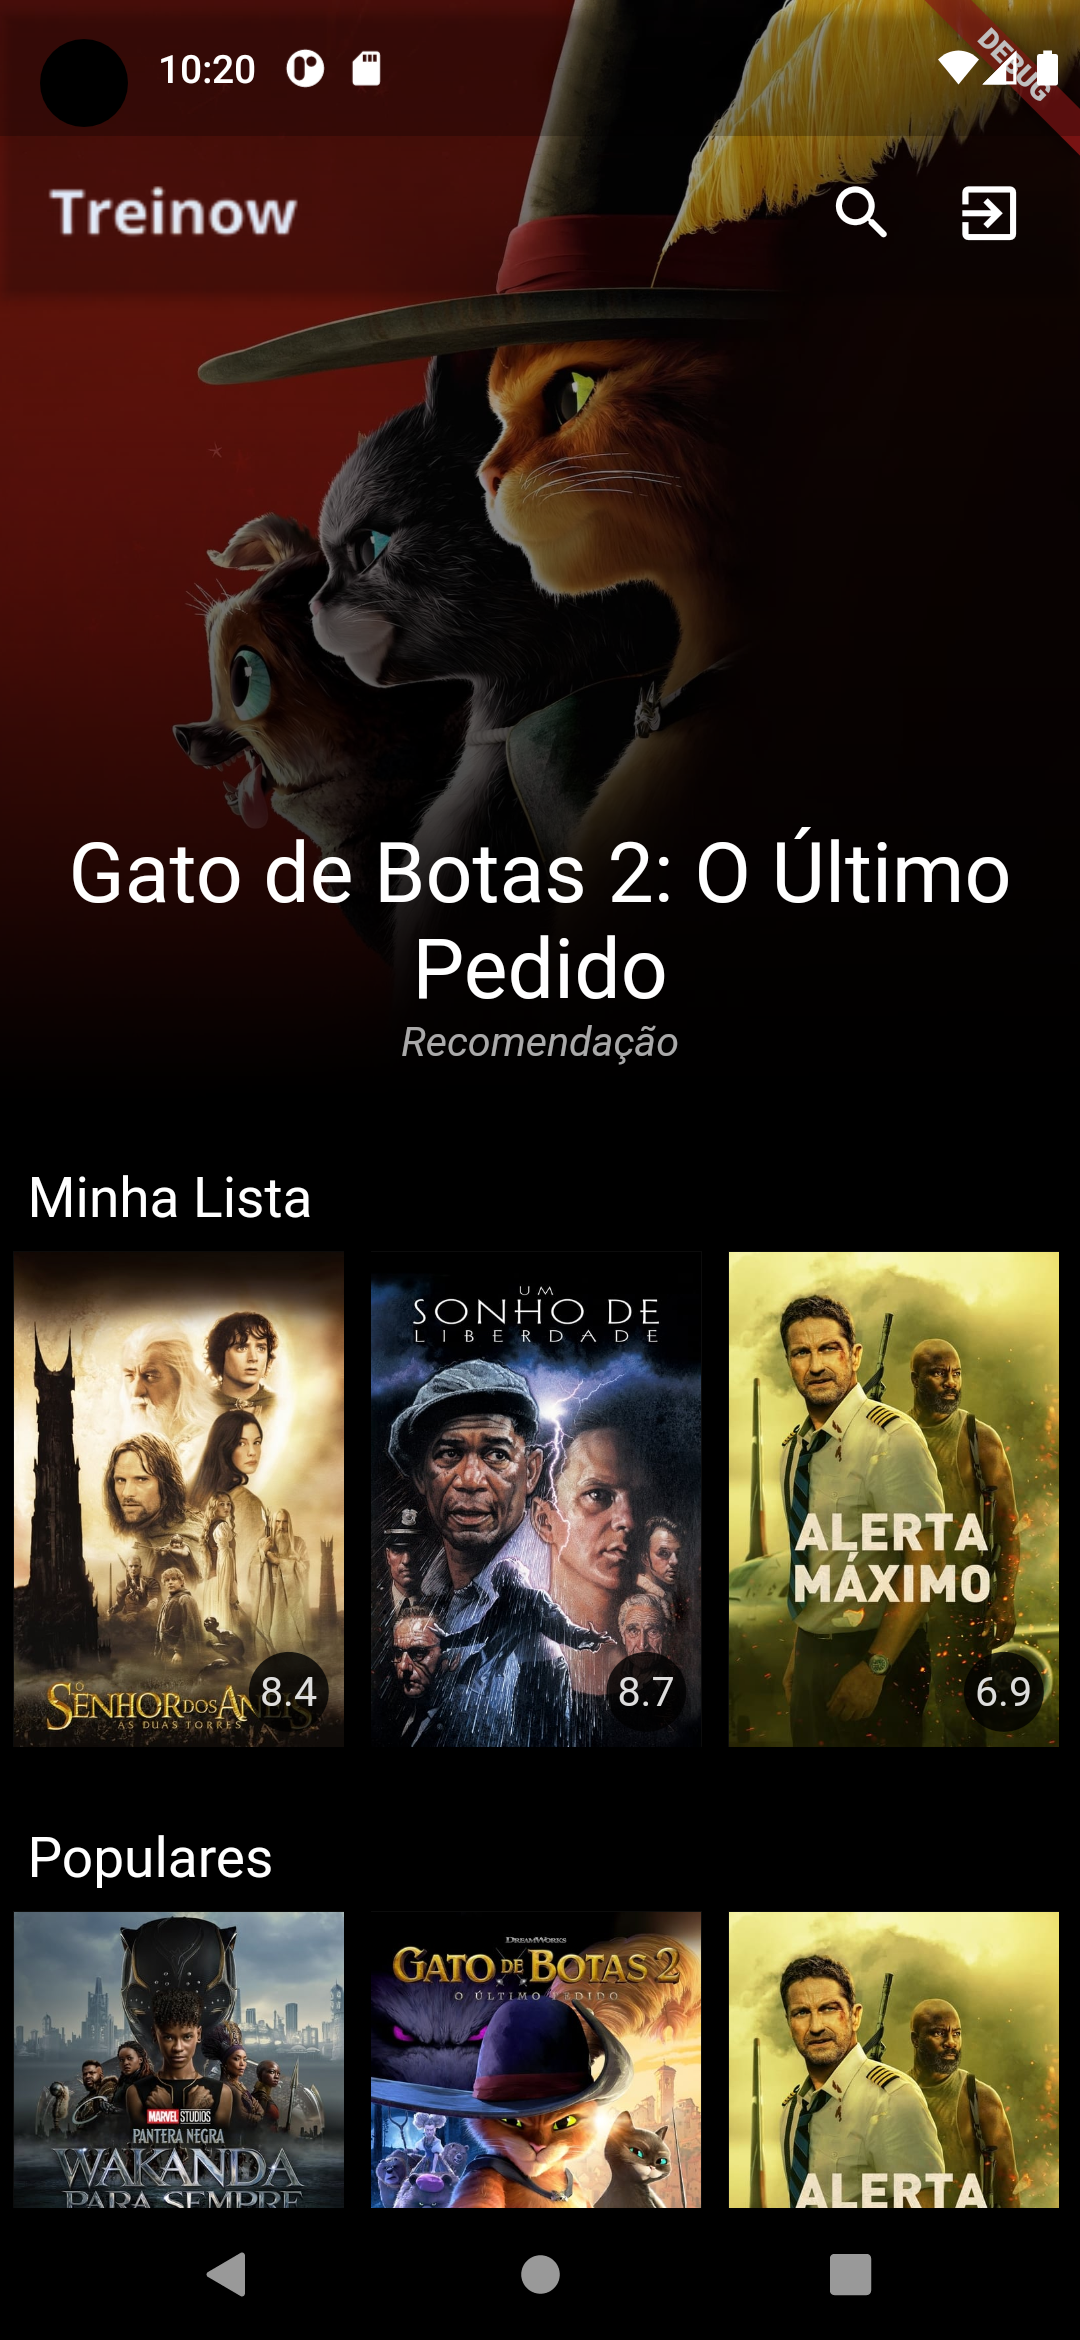 10:20
DEBUG
Treinow
Gato de Botas 2: O Último
Pedido
Recomendação
Minha Lista
O
SENHOR DOS ANÉIS
AS DUAS TORRES
8.4
UM
SONHO DE
LIBERDADE
8.7
ALERTA
MÁXIMO
6.9
Populares
MARVEL STUDIOS
PANTERA NEGRA
WAKANDA
PARA SEMPRE
DREAMWORKS
GATO DE BOTAS 2
O ÚLTIMO PEDIDO
ALERTA